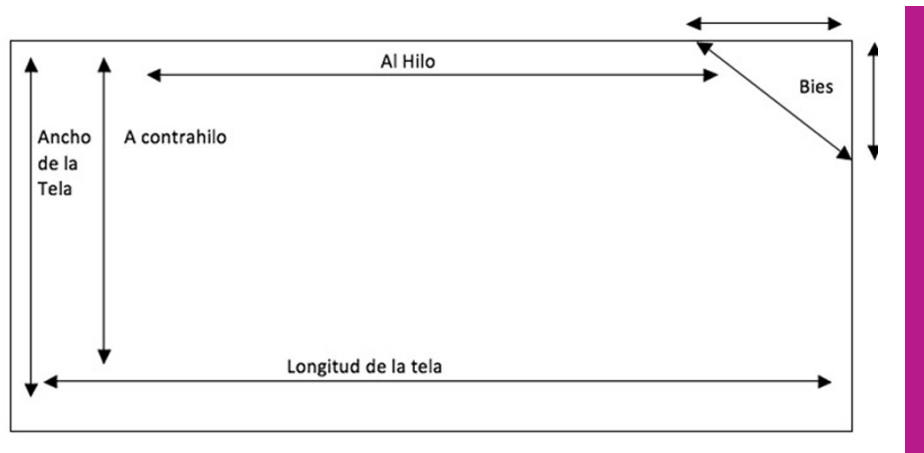 Al Hilo
Bies
Ancho
de la
Tela
A contrahilo
Longitud de la tela